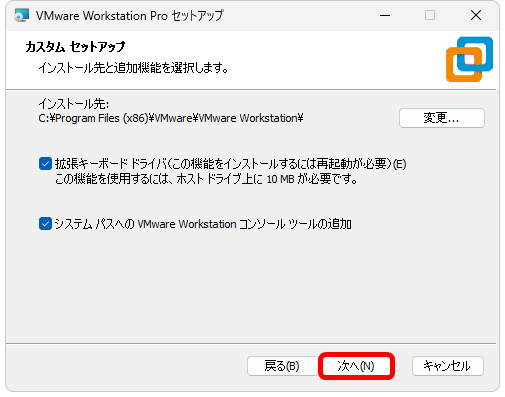 VMware Workstation Pro セットアップ
カスタム セットアップ
インストール先と追加機能を選択します。
インストール先:
C:¥Program Files (x86)¥VMware¥VMware Workstation¥
変更...
拡張キーボード ドライバ(この機能をインストールするには再起動が必要)(E)
この機能を使用するには、ホスト ドライブ上に 10 MB が必要です。
システム パスへの VMware Workstation コンソール ツールの追加
戻る(B)
次へ(N)
キャンセル